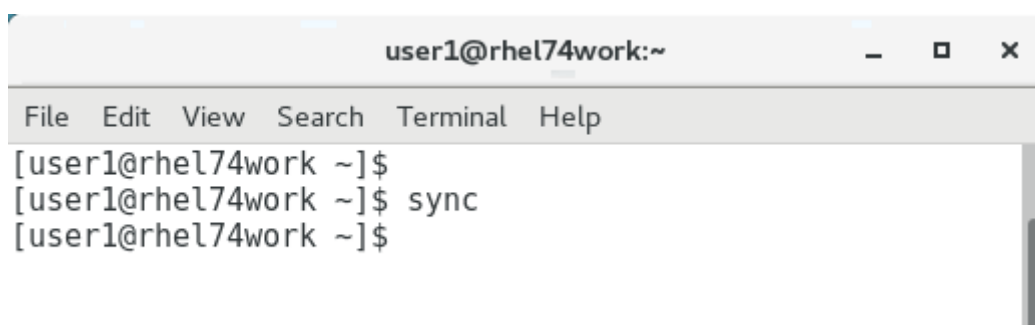 user1@rhel74work:~
File Edit View Search Terminal Help
[user1@rhel74work ~]$
[user1@rhel74work ~]$ sync
[user1@rhel74work ~]$